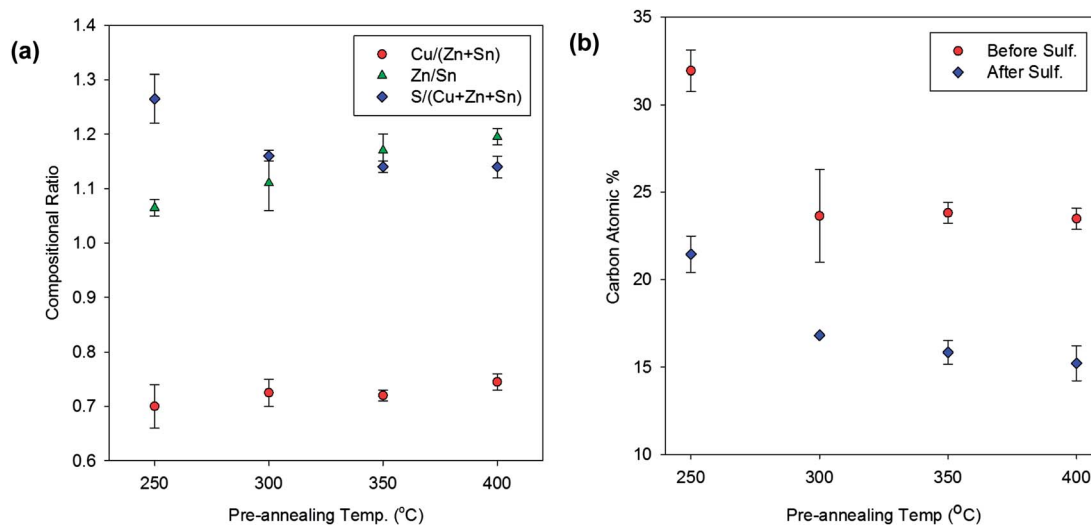 (a)
Compositional Ratio
1.4
1.3
1.2
1.1
1.0
0.9
0.8
0.7
0.6
Cu/(Zn+Sn)
Zn/Sn
S/(Cu+Zn+Sn)
250 300 350 400
Pre-annealing Temp. (°C)
(b)
Carbon Atomic %
35
30
25
20
15
10
Before Sulf.
After Sulf.
250 300 350 400
Pre-annealing Temp (°C)